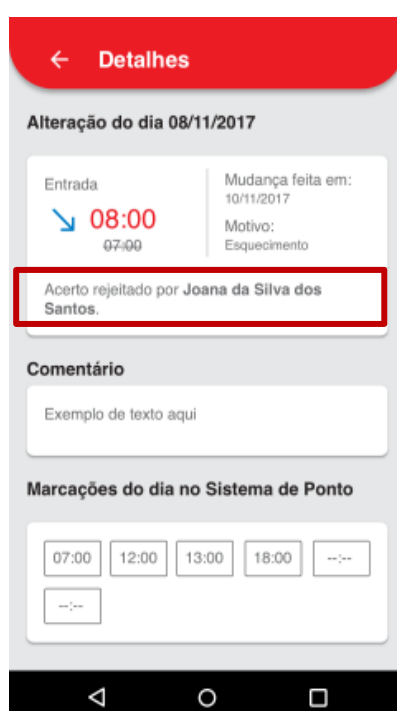 Detalhes
Alteração do dia 08/11/2017
Entrada
08:00
07:00
Mudança feita em:
10/11/2017
Motivo:
Esquecimento
Acerto rejeitado por Joana da Silva dos
Santos.
Comentário
Exemplo de texto aqui
Marcações do dia no Sistema de Ponto
07:00 12:00 13:00 18:00 --:--
--:--